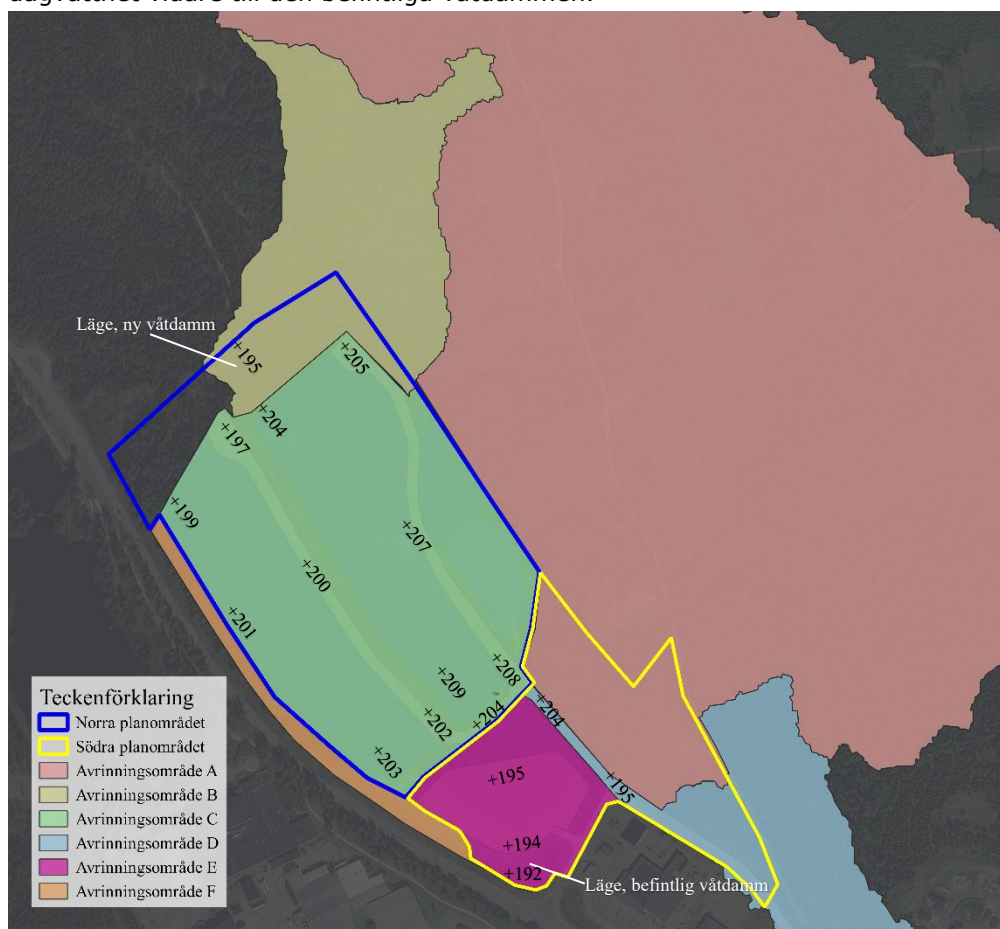 dagvattnet vidare till den befintliga våtdammen.
Läge, ny våtdamm
+195
+205
+204
+197
+199
+207
+200
+201
+208
+209
+204
+204
+202
+203
+195
+195
+194
+192
Läge, befintlig våtdamm
Teckenförklaring
Norra planområdet
Södra planområdet
Avrinningsområde A
Avrinningsområde B
Avrinningsområde C
Avrinningsområde D
Avrinningsområde E
Avrinningsområde F